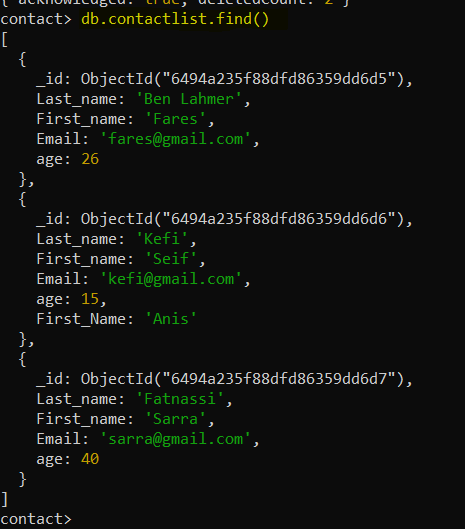 { acknowledged: true, deletedCount: 2 }
contact> db.contactlist.find()
[
  {
    _id: ObjectId("6494a235f88dfd86359dd6d5"),
    Last_name: 'Ben Lahmer',
    First_name: 'Fares',
    Email: 'fares@gmail.com',
    age: 26
  },
  {
    _id: ObjectId("6494a235f88dfd86359dd6d6"),
    Last_name: 'Kefi',
    First_name: 'Seif',
    Email: 'kefi@gmail.com',
    age: 15,
    First_Name: 'Anis'
  },
  {
    _id: ObjectId("6494a235f88dfd86359dd6d7"),
    Last_name: 'Fatnassi',
    First_name: 'Sarra',
    Email: 'sarra@gmail.com',
    age: 40
  }
]
contact>